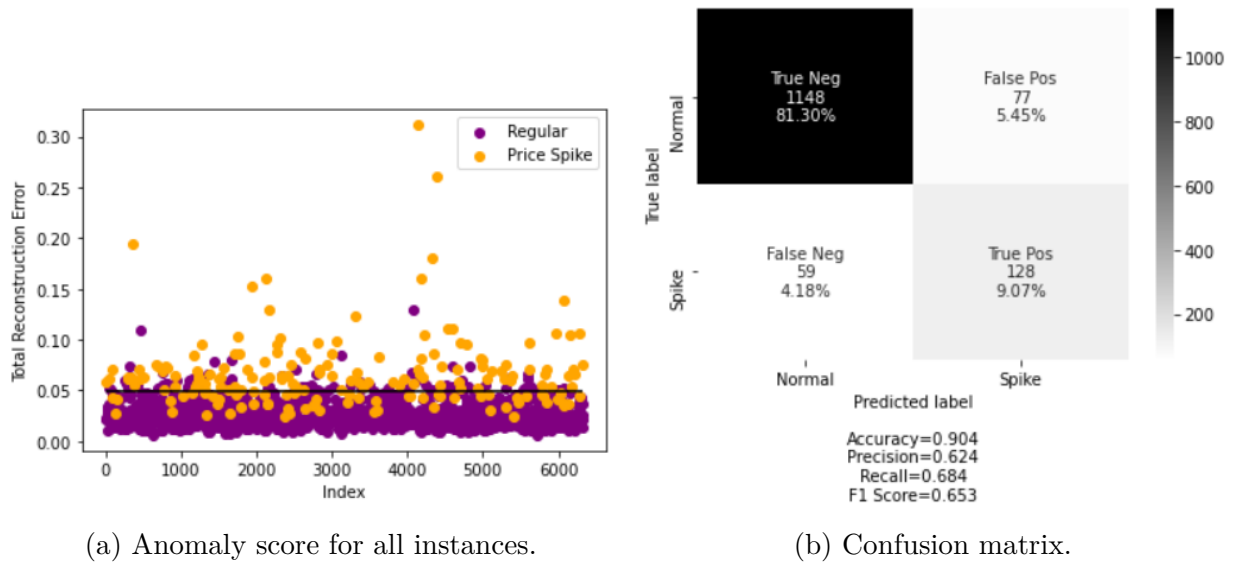 Total Reconstruction Error
0.30
0.25
0.20
0.15
0.10
0.05
0.00
Regular
Price Spike
0
1000
2000
3000
4000
5000
6000
Index
(a) Anomaly score for all instances.
True label
Normal
Spike
True Neg
1148
81.30%
False Pos
77
5.45%
False Neg
59
4.18%
True Pos
128
9.07%
Normal
Spike
Predicted label
Accuracy=0.904
Precision=0.624
Recall=0.684
F1 Score=0.653
1000
800
600
400
200
(b) Confusion matrix.